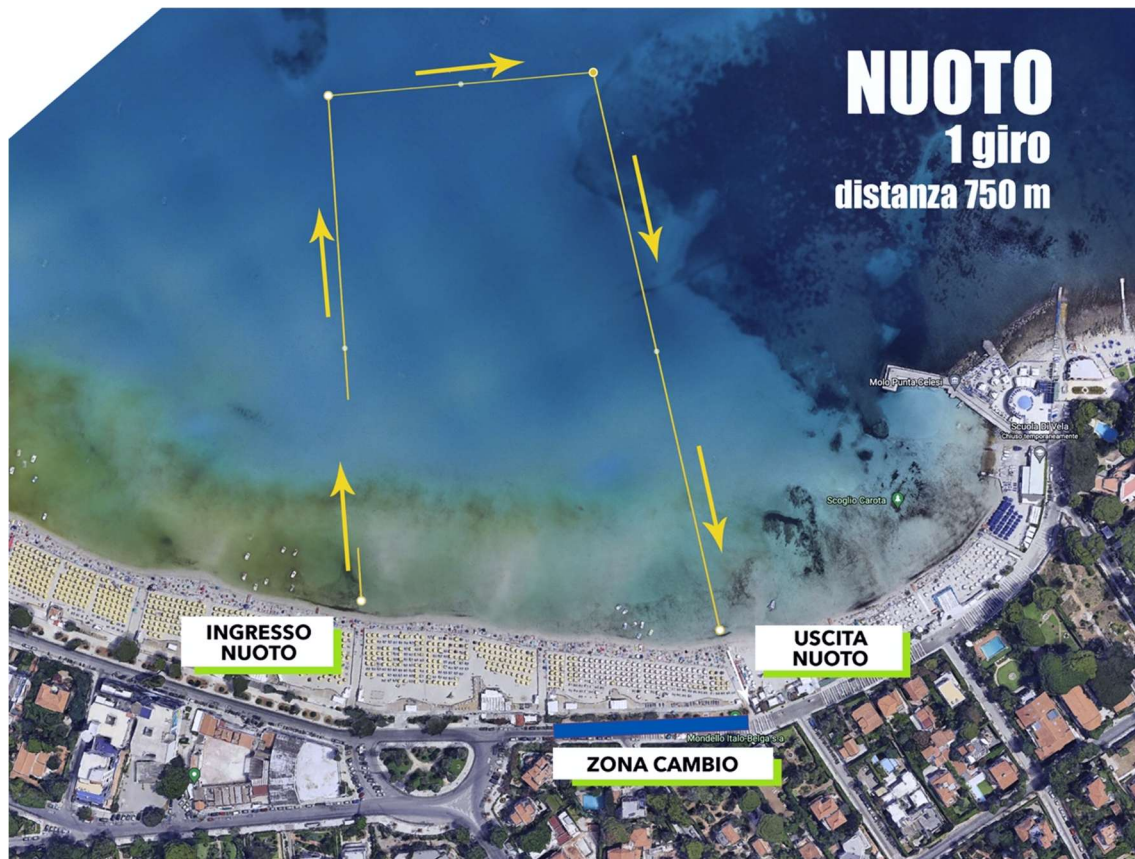 NUOTO
1 giro
distanza 750 m
Molo Punta Celesi
Scuola Di Vela
Chiuso temporaneamente
Scoglio Carota
INGRESSO
NUOTO
USCITA
NUOTO
Mondello Italo-Belga s.a
ZONA CAMBIO